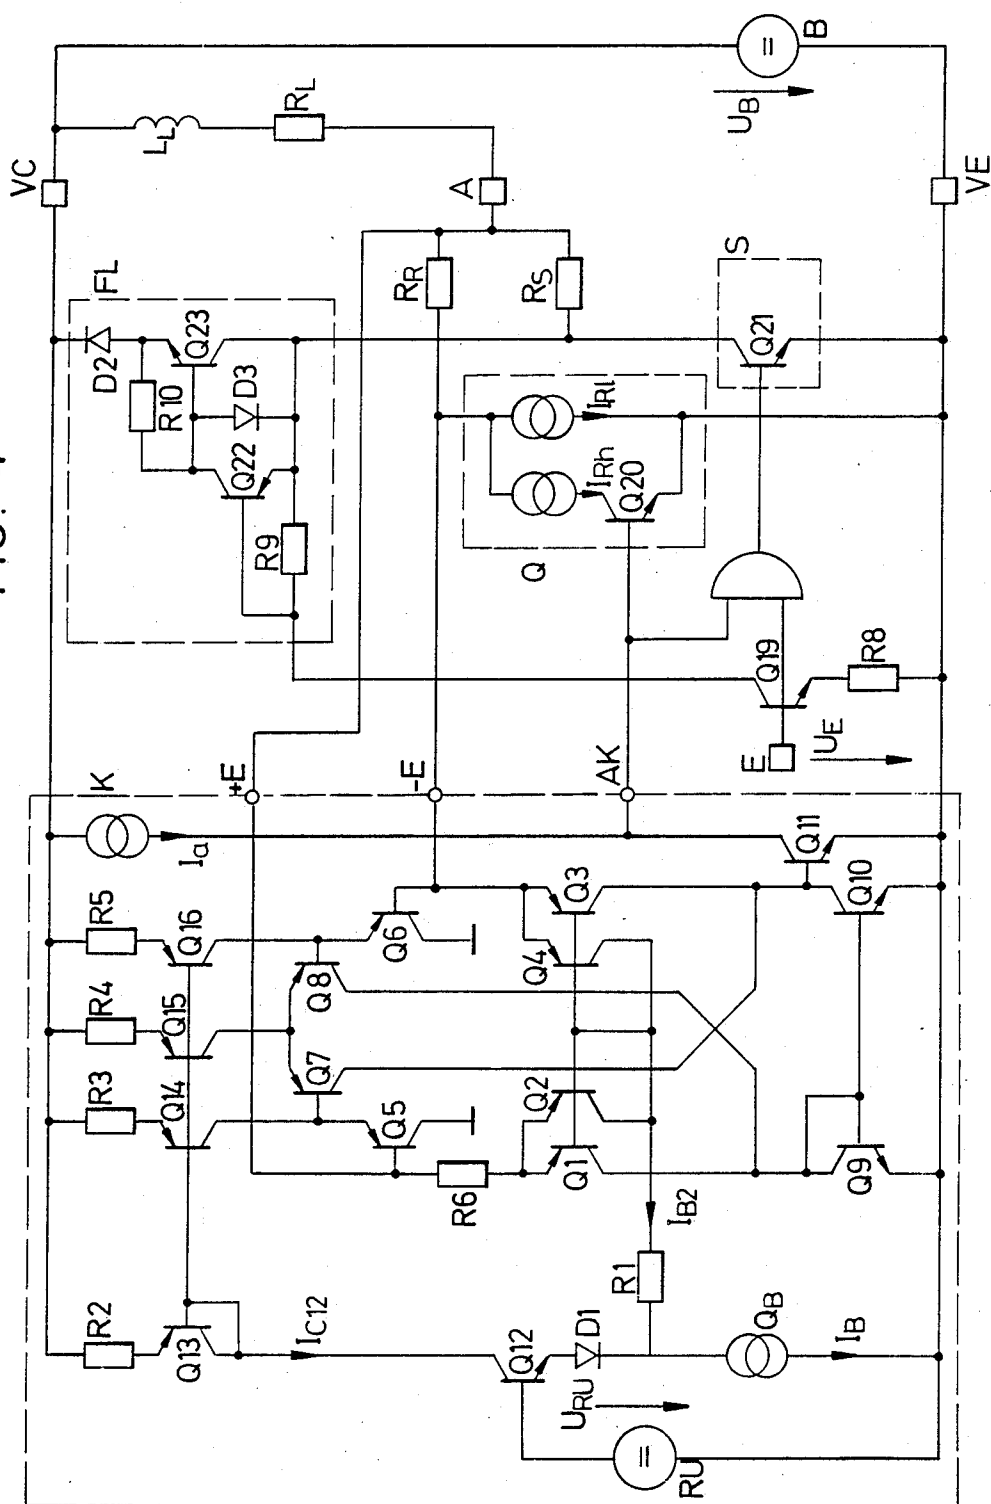 VC
L_L
R_L
U_B
B
VE
A
S
FL
D2
R10
Q23
D3
Q22
R9
R_R
R_S
Q21
Q
I_Rh
I_Rl
Q20
Q19
R8
E
U_E
+E
-E
AK
K
I_a
Q11
R5
Q16
Q6
Q3
Q10
R4
Q15
Q8
Q4
R3
Q14
Q7
Q5
Q2
Q1
R6
Q9
I_B2
R1
R2
Q13
I_C12
Q12
D1
U_RU
Q_B
I_B
RU